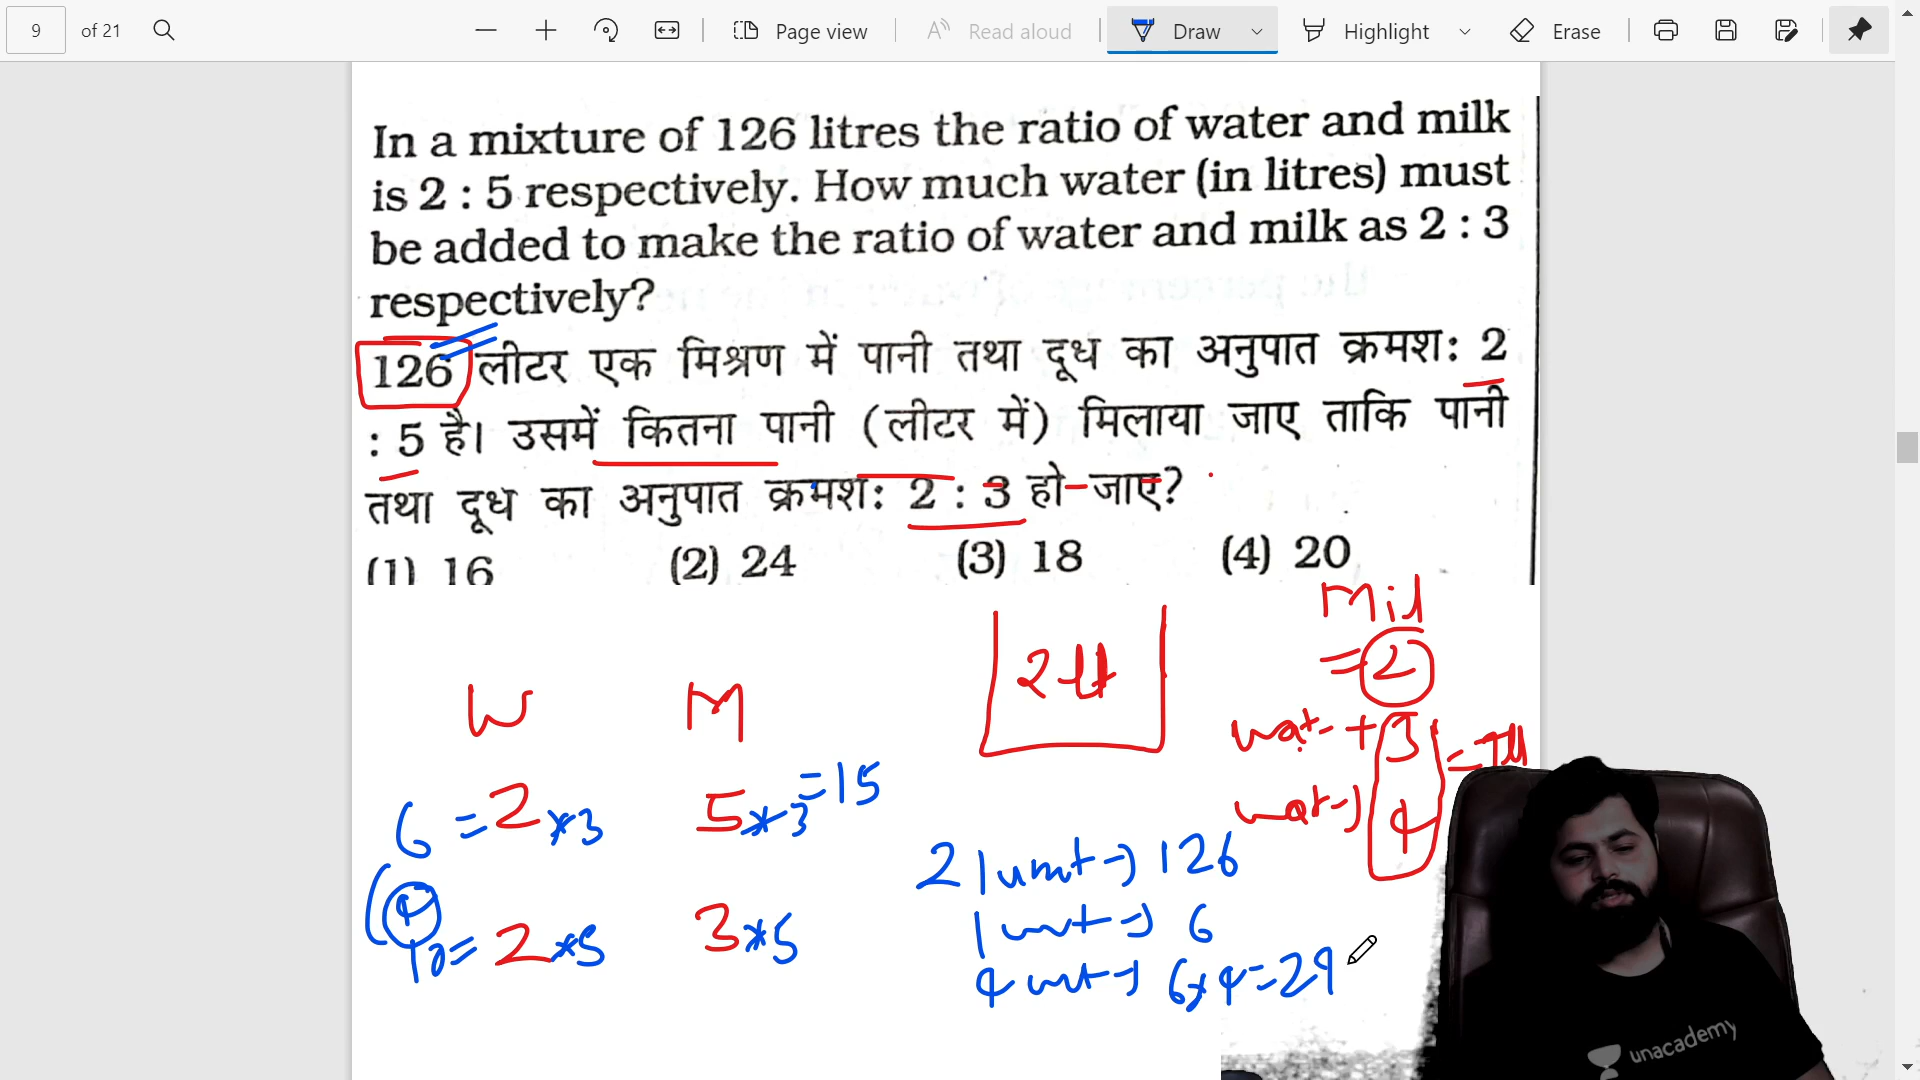 9 of 21 Page view Read aloud Draw Highlight Erase
In a mixture of 126 litres the ratio of water and milk
is 2 : 5 respectively. How much water (in litres) must
be added to make the ratio of water and milk as 2 : 3
respectively?
126 लीटर एक मिश्रण में पानी तथा दूध का अनुपात क्रमश: 2
: 5 है। उसमें कितना पानी (लीटर में) मिलाया जाए ताकि पानी
तथा दूध का अनुपात क्रमश: 2 : 3 हो जाए?
(1) 16 (2) 24 (3) 18 (4) 20
W M
6 = 2*3 5*3 =15
4
10= 2*5 3*5
2 lt
= 2
wat + 3
wat 4
21 unit → 126
1 unit → 6
4 unit → 6*4=24
unacademy